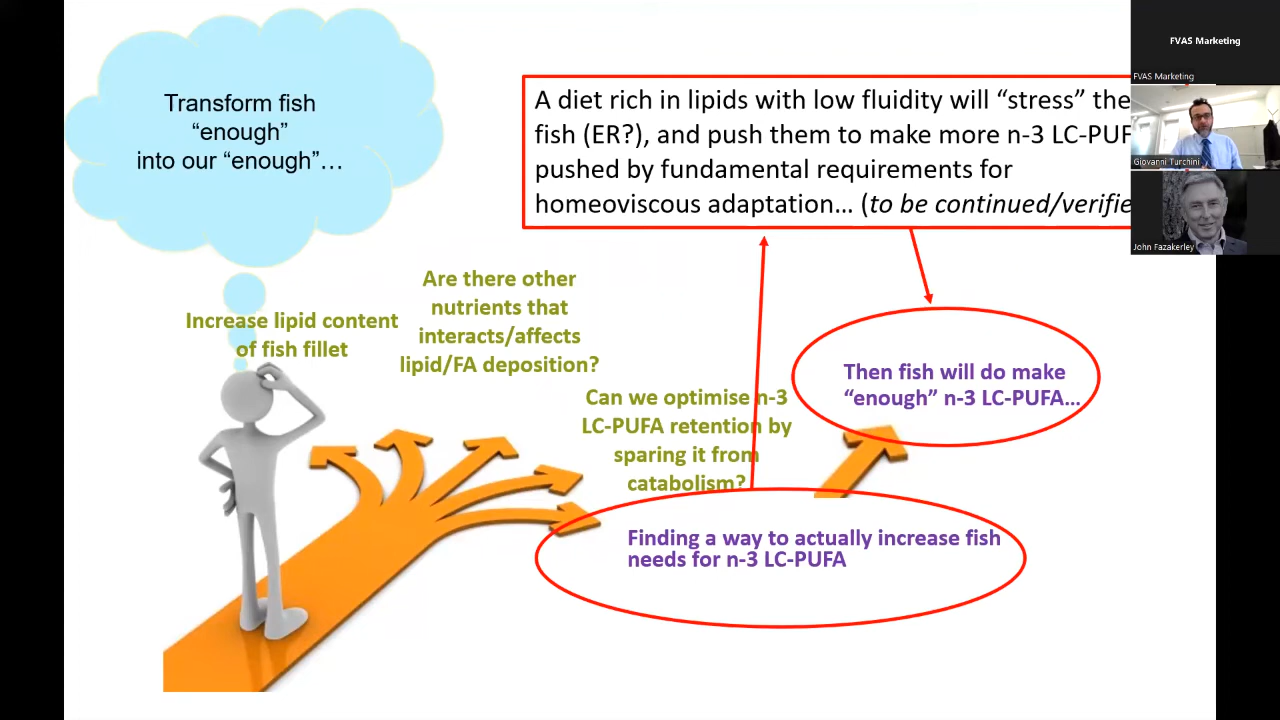 Transform fish
“enough”
into our “enough”…
A diet rich in lipids with low fluidity will “stress” the
fish (ER?), and push them to make more n-3
pushed by fundamental requirements for
homeoviscous adaptation… (to be continued/
Increase lipid content
of fish fillet
Are there other
nutrients that
interacts/affects
lipid/FA deposition?
Can we optimise n-3
LC-PUFA retention by
sparing it from
catabolism?
Then fish will do make
“enough” n-3 LC-PUFA…
Finding a way to actually increase fish
needs for n-3 LC-PUFA
FVAS Marketing
FVAS Marketing
Giovanni Turchini
John Fazakerley